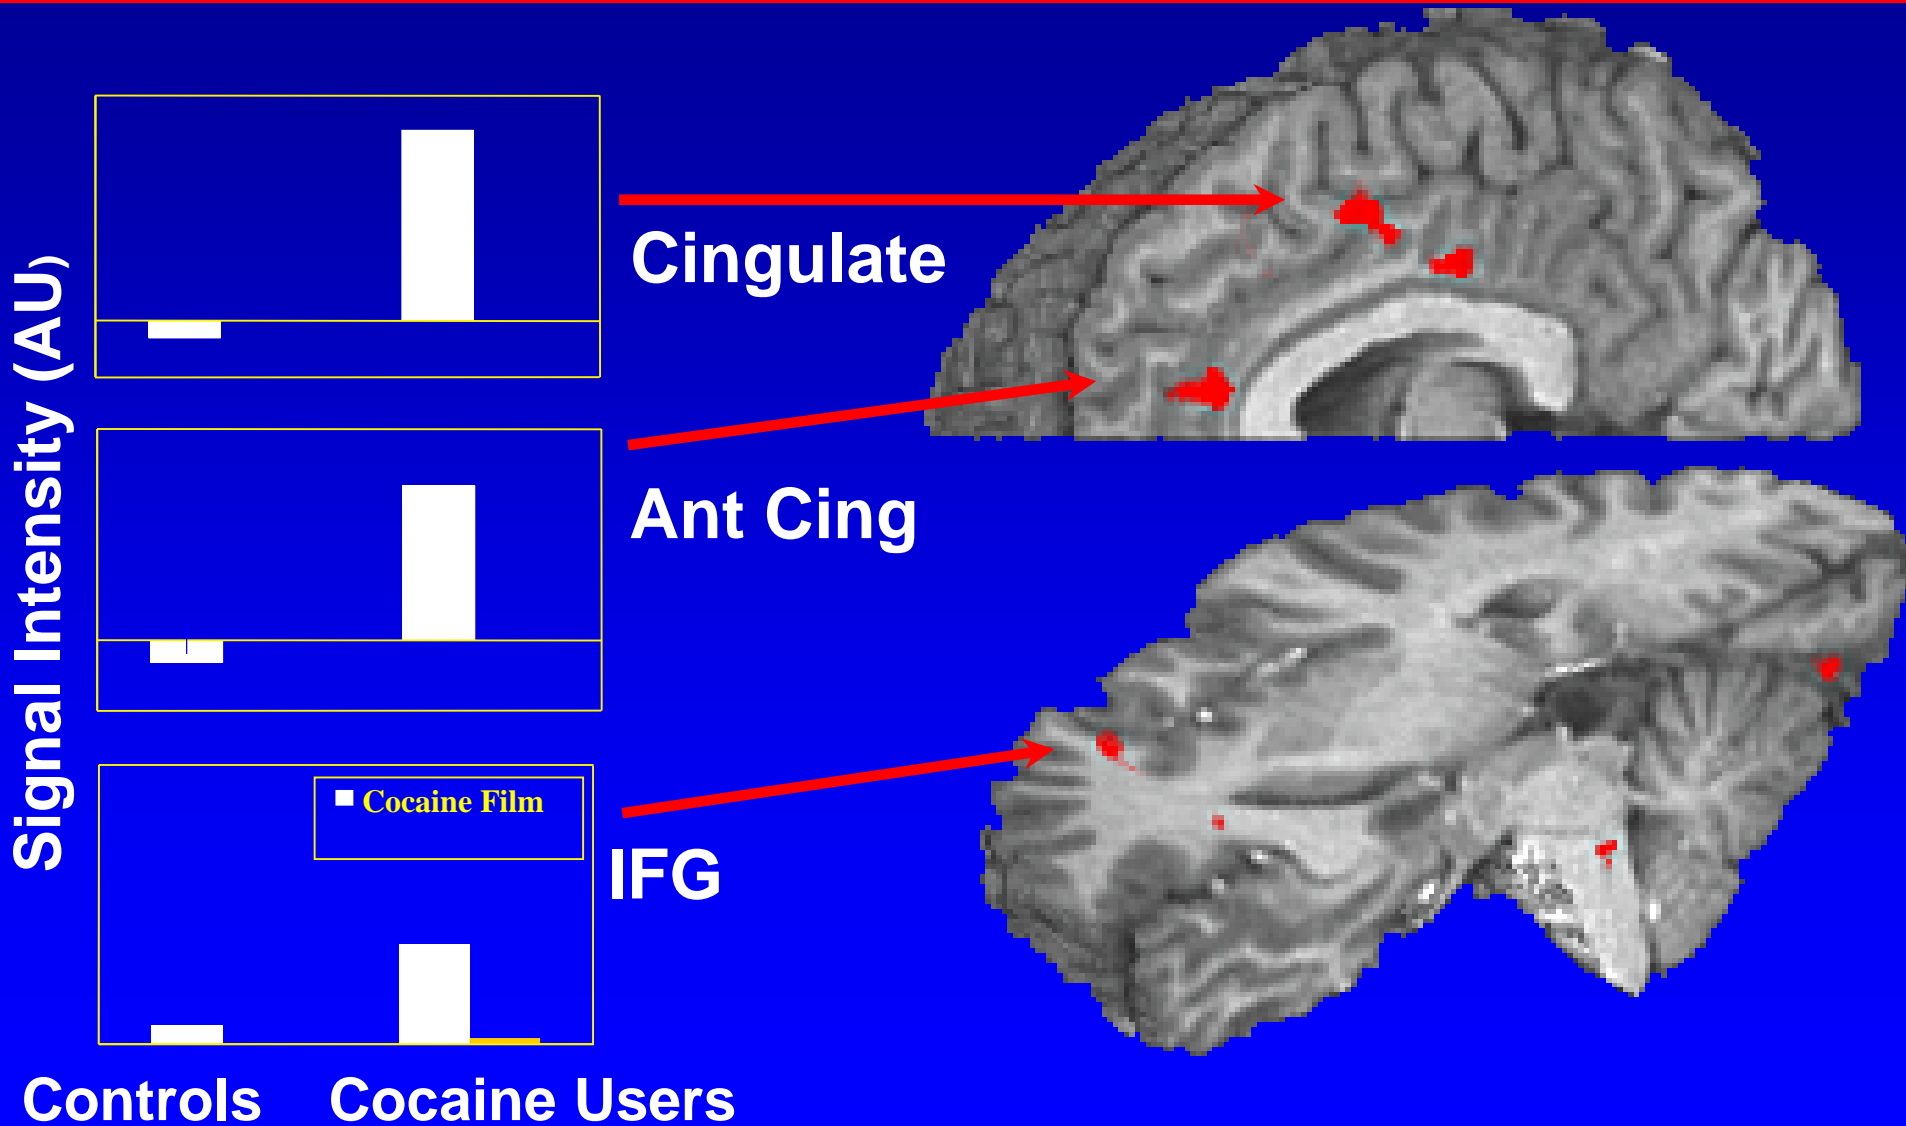 Signal Intensity (AU)
Cingulate
Ant Cing
Cocaine Film
IFG
Controls
Cocaine Users